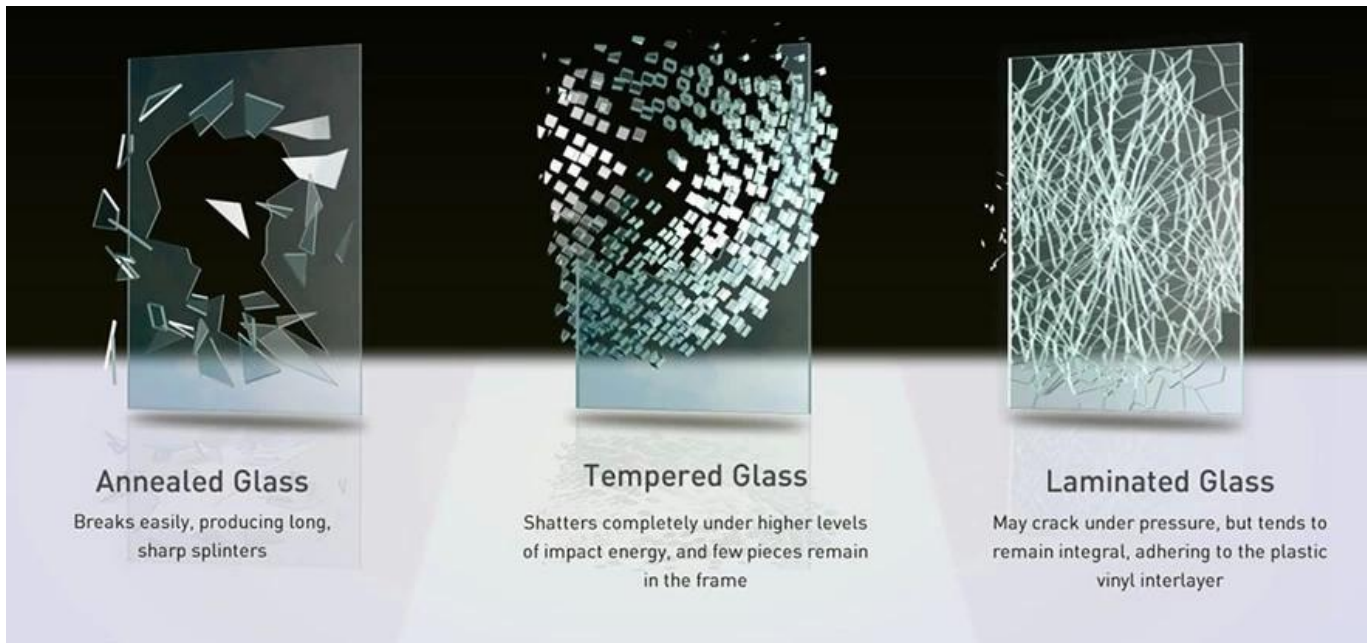 Annealed Glass
Breaks easily, producing long,
sharp splinters
Tempered Glass
Shatters completely under higher levels
of impact energy, and few pieces remain
in the frame
Laminated Glass
May crack under pressure, but tends to
remain integral, adhering to the plastic
vinyl interlayer